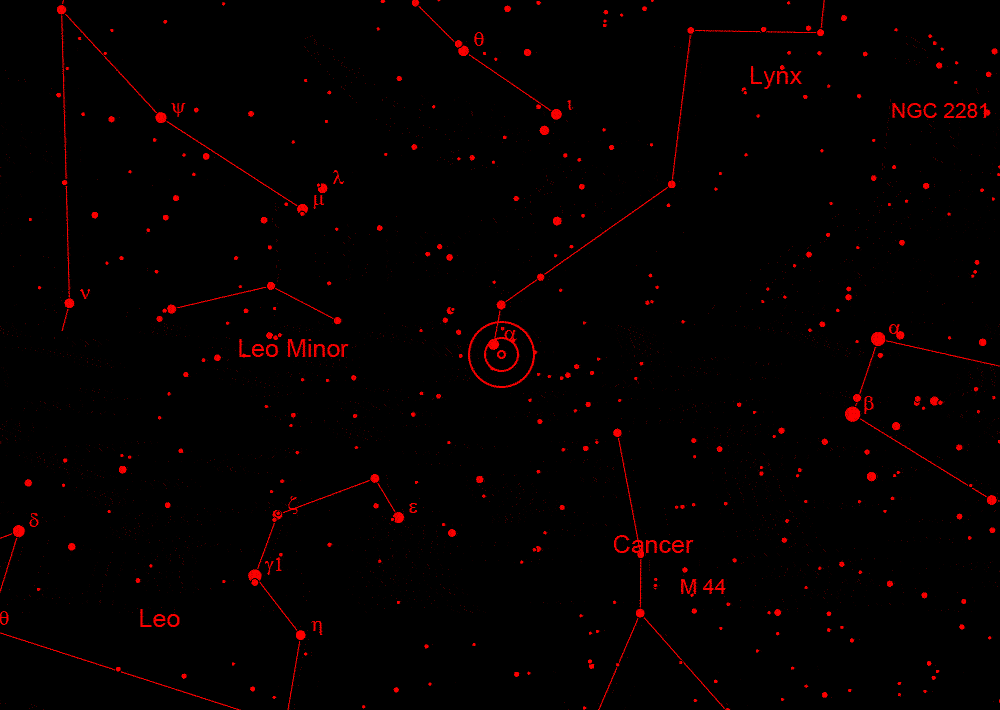 θ
Lynx
ψ
ι
NGC 2281
λ
μ
ν
α
α
Leo Minor
β
ζ
ε
δ
Cancer
γ1
M 44
θ
Leo
η